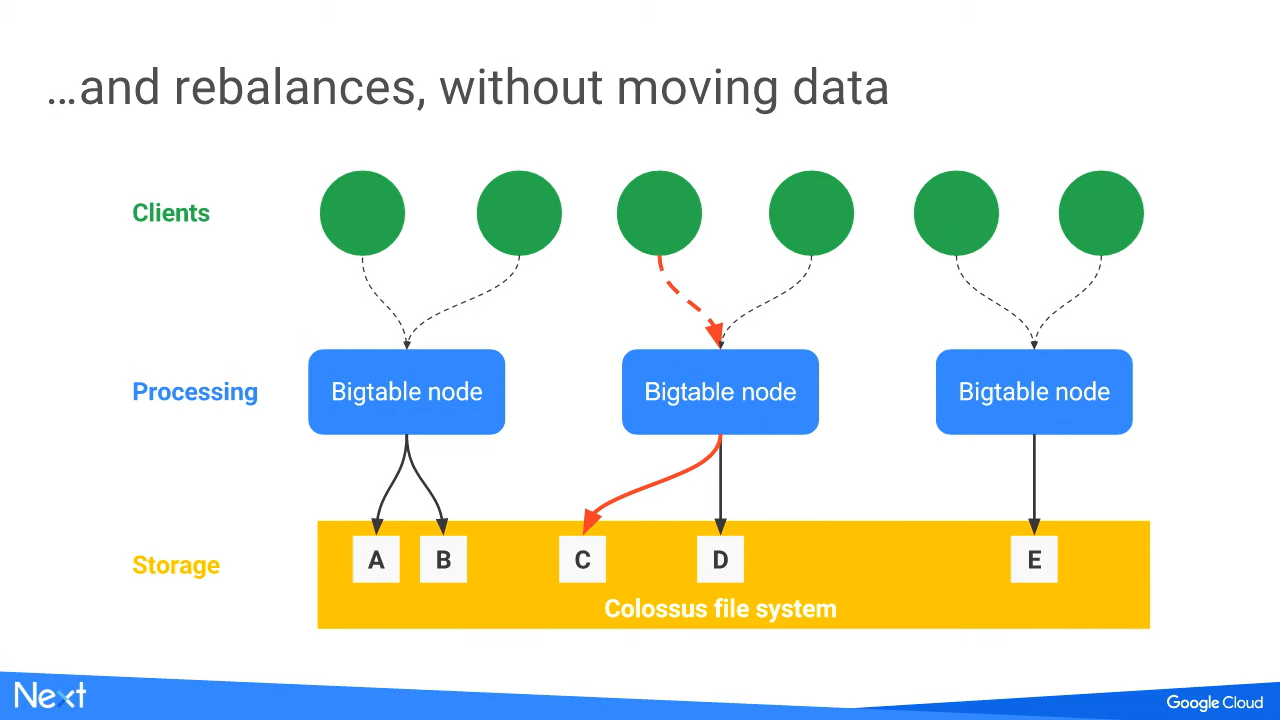 …and rebalances, without moving data
Clients
Processing
Bigtable node
Bigtable node
Bigtable node
Storage
A
B
C
D
E
Colossus file system
Next
Google Cloud